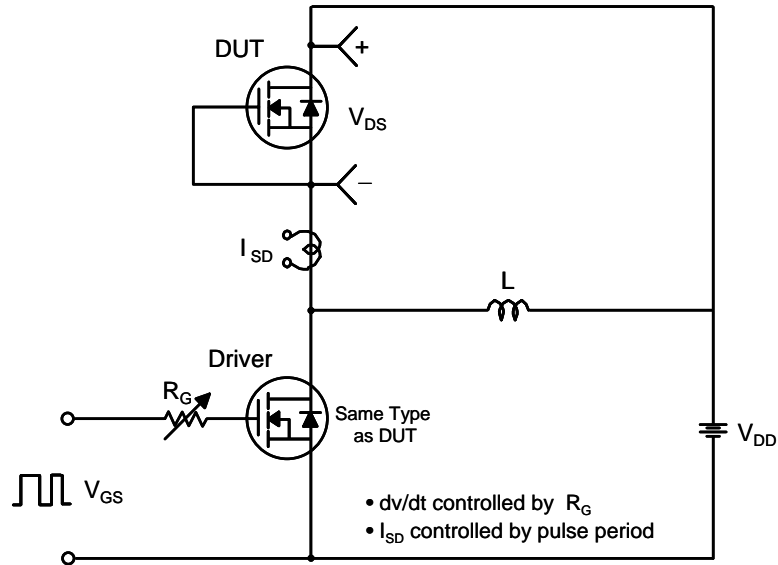 DUT
+
V_DS
–
I_SD
L
Driver
R_G
Same Type
as DUT
V_DD
V_GS
• dv/dt controlled by R_G
• I_SD controlled by pulse period